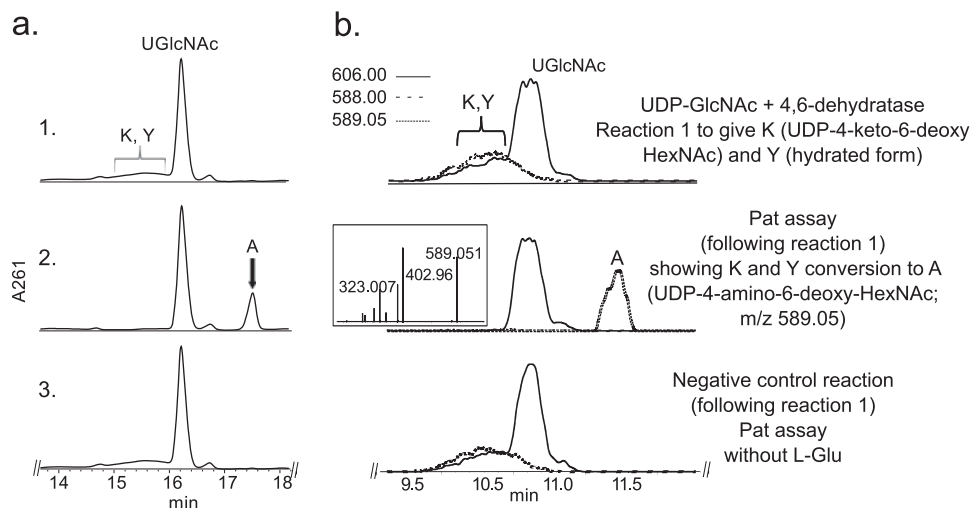 a.
b.
UGlcNAc
K, Y
1.
606.00
588.00
589.05
K,Y
UGlcNAc
UDP-GlcNAc + 4,6-dehydratase
Reaction 1 to give K (UDP-4-keto-6-deoxy
HexNAc) and Y (hydrated form)
A261
2.
A
323.007
589.051
402.96
A
Pat assay
(following reaction 1)
showing K and Y conversion to A
(UDP-4-amino-6-deoxy-HexNAc;
m/z 589.05)
3.
Negative control reaction
(following reaction 1)
Pat assay
without L-Glu
14 15 16 17 18
min
9.5 10.5 11.0 11.5
min